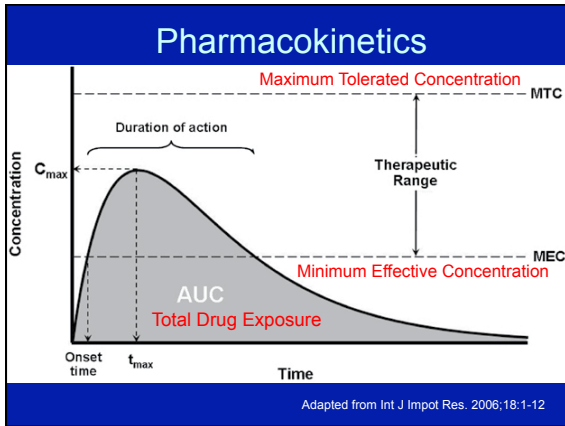 Pharmacokinetics
Maximum Tolerated Concentration
MTC
Duration of action
Therapeutic
Range
Cmax
Concentration
MEC
Minimum Effective Concentration
AUC
Total Drug Exposure
Onset
time
tmax
Time
Adapted from Int J Impot Res. 2006;18:1-12